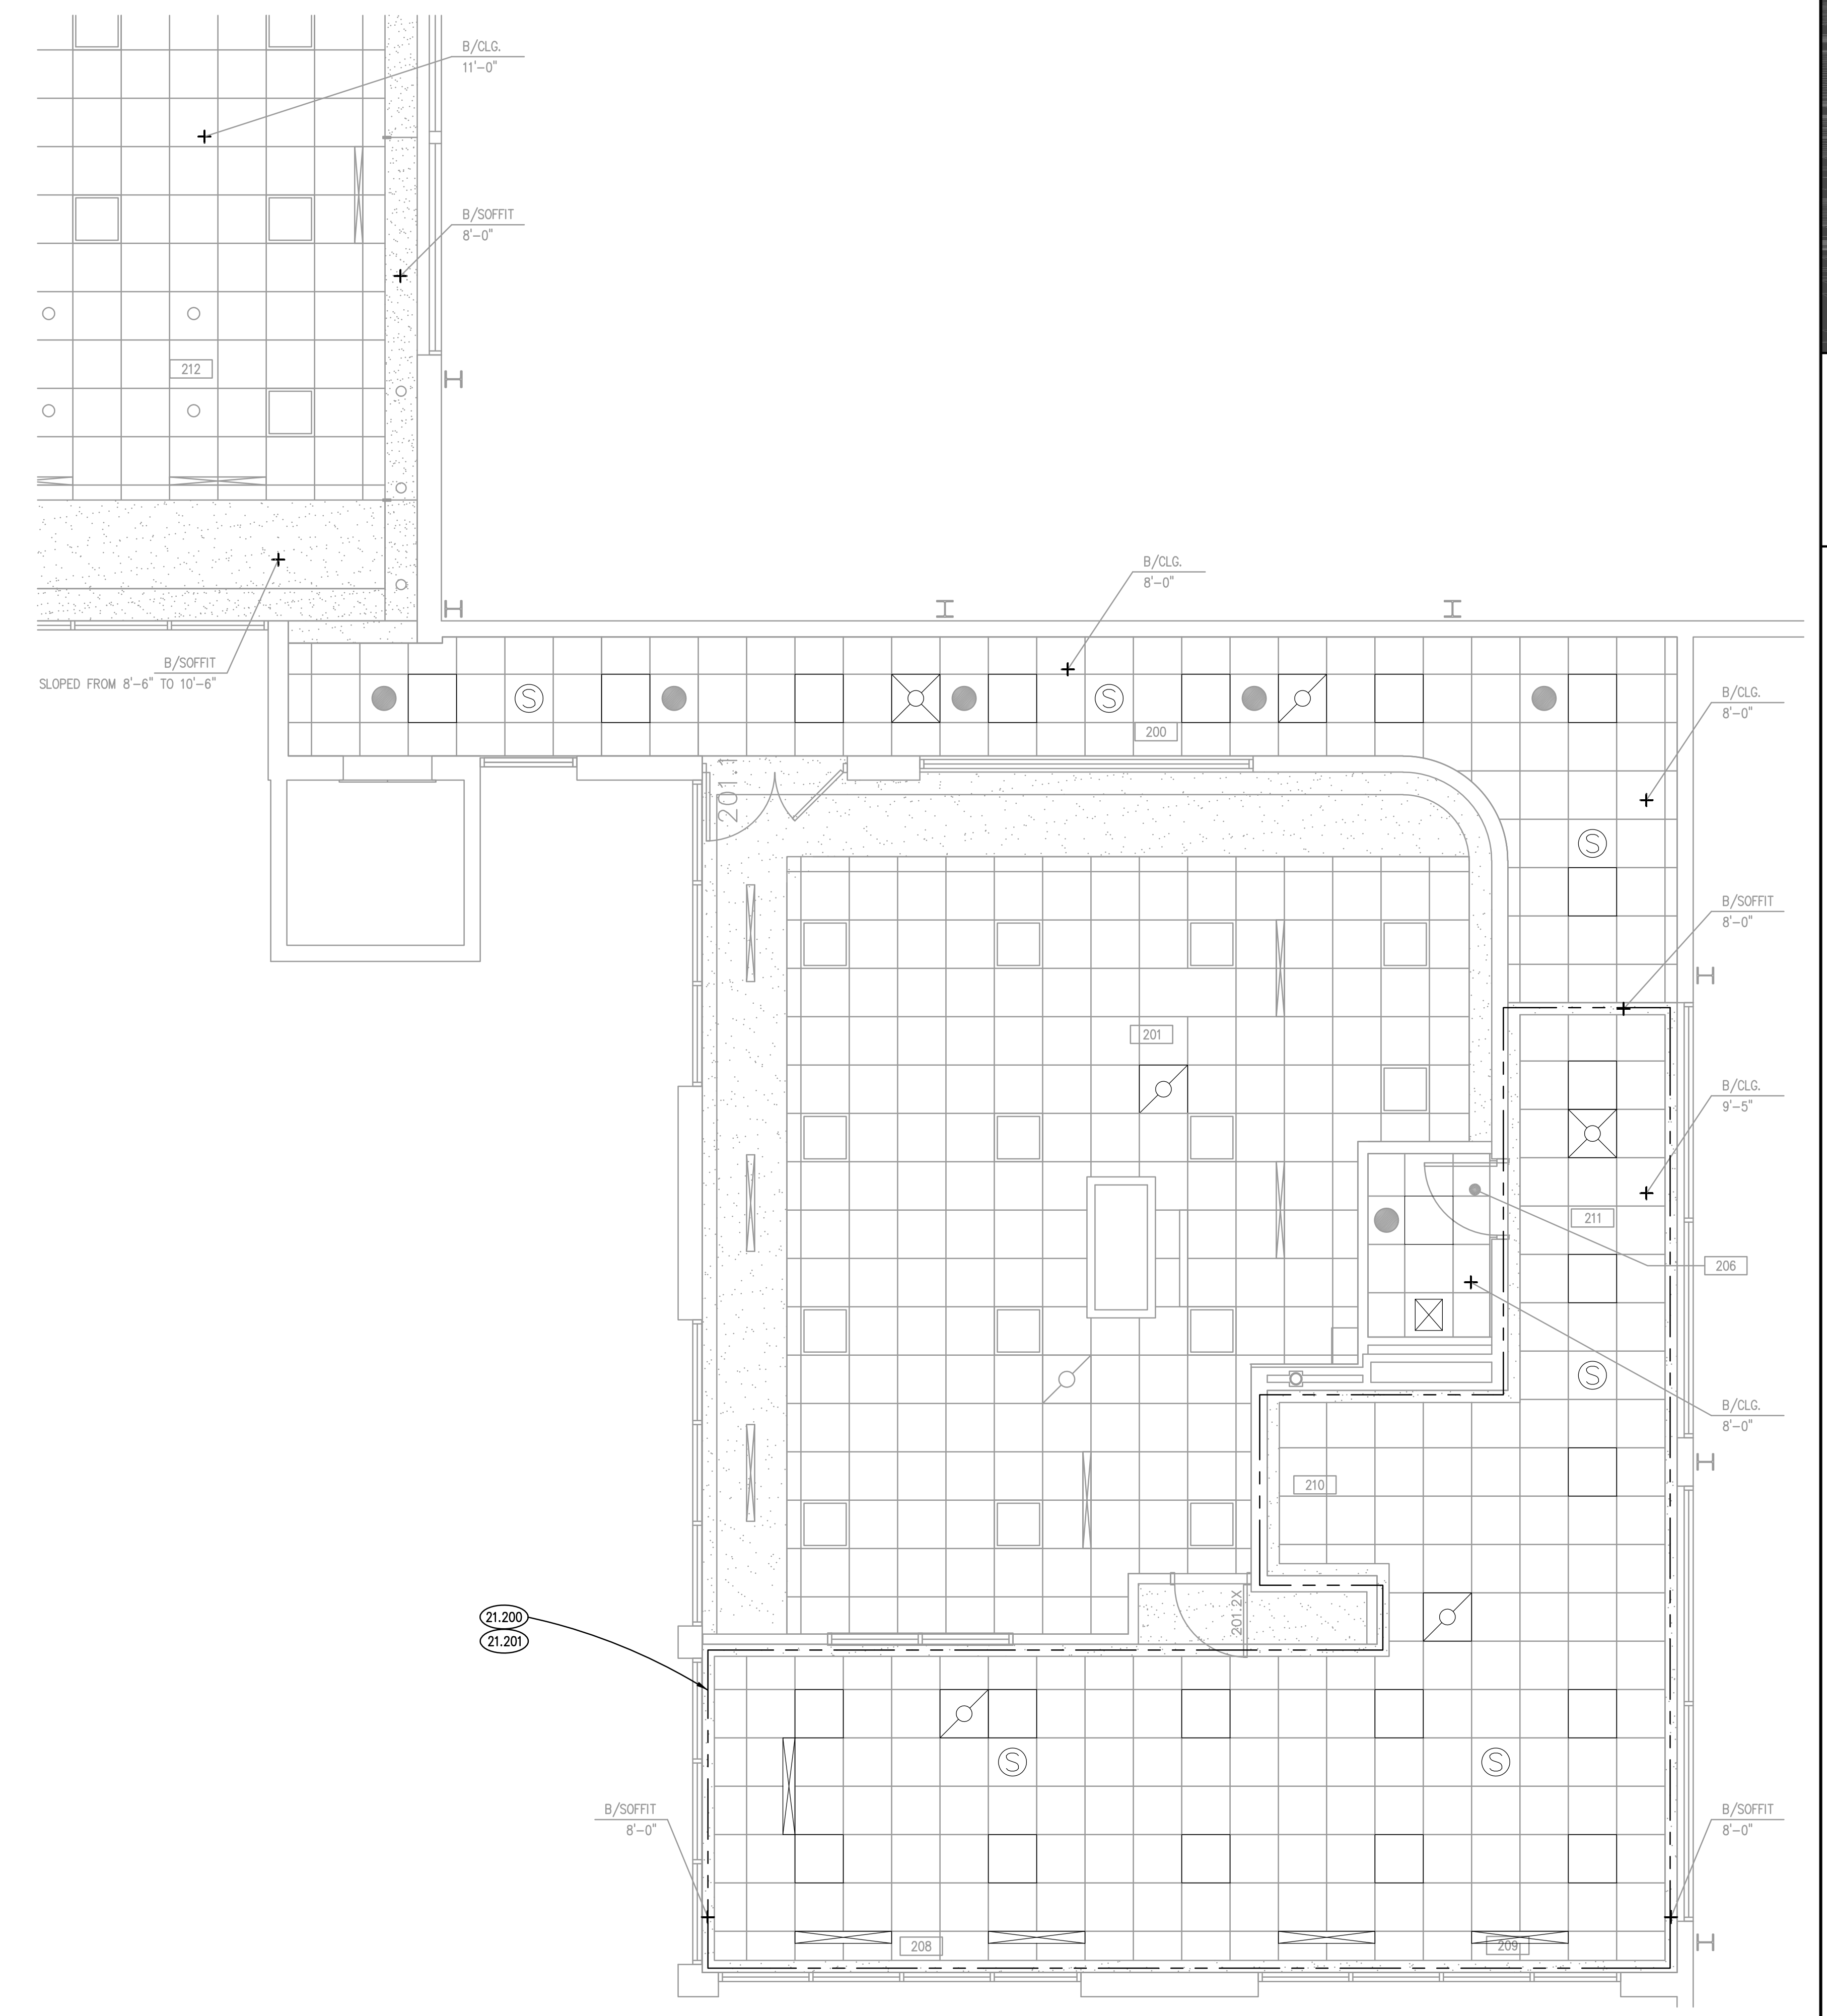 B/CLG.
11'-0"
B/SOFFIT
8'-0"
212
B/SOFFIT
SLOPED FROM 8'-6" TO 10'-6"
B/CLG.
8'-0"
B/CLG.
8'-0"
S
S
200
201.1
S
B/SOFFIT
8'-0"
201
B/CLG.
9'-5"
211
206
S
B/CLG.
8'-0"
210
201.2X
21.200
21.201
S
S
B/SOFFIT
8'-0"
B/SOFFIT
8'-0"
208
209